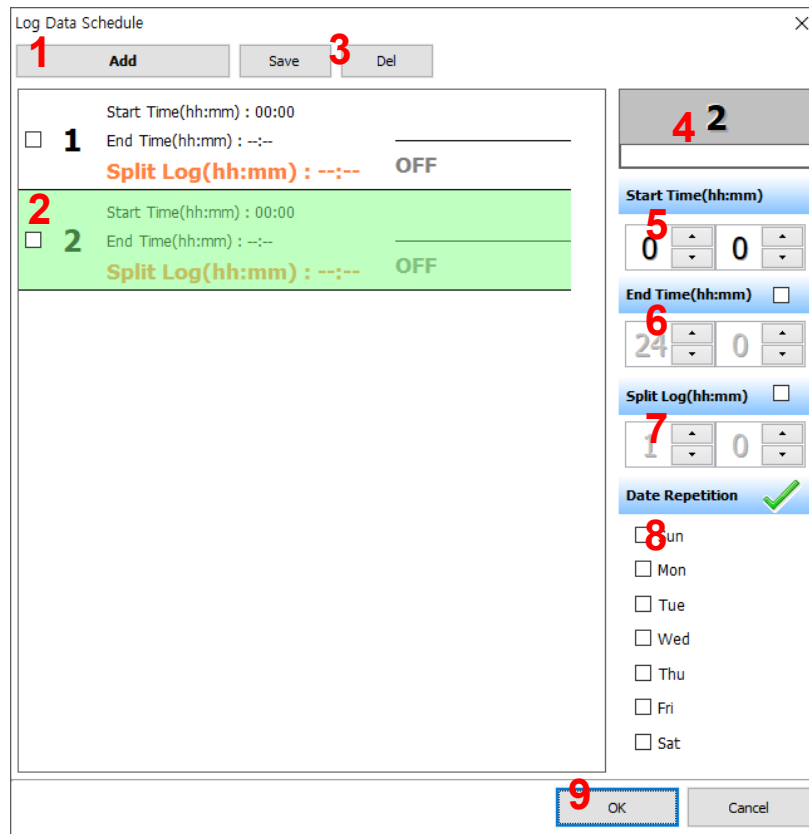 Log Data Schedule
1 Add Save 3 Del
Start Time(hh:mm) : 00:00
1 End Time(hh:mm) : --:--
Split Log(hh:mm) : --:-- OFF
2 Start Time(hh:mm) : 00:00
2 End Time(hh:mm) : --:--
Split Log(hh:mm) : --:-- OFF
4 2
Start Time(hh:mm)
5
0 0
End Time(hh:mm)
6
24 0
Split Log(hh:mm)
7
1 0
Date Repetition
8 Sun
Mon
Tue
Wed
Thu
Fri
Sat
9 OK Cancel